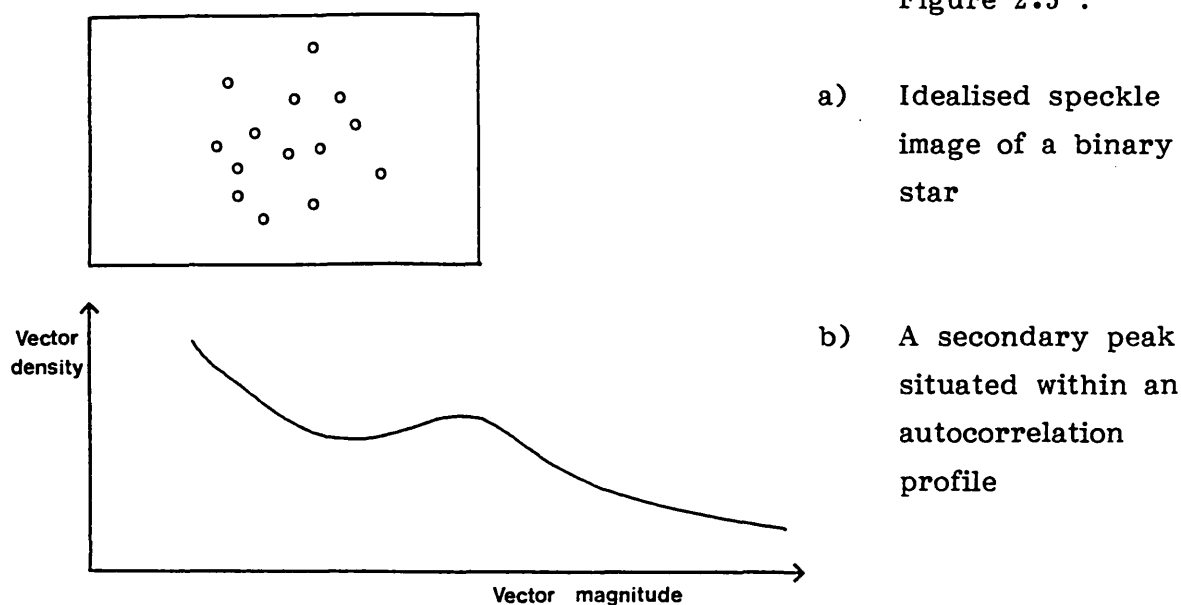 Figure 2.5 .
a) Idealised speckle
image of a binary
star
Vector
density
b) A secondary peak
situated within an
autocorrelation
profile
Vector magnitude